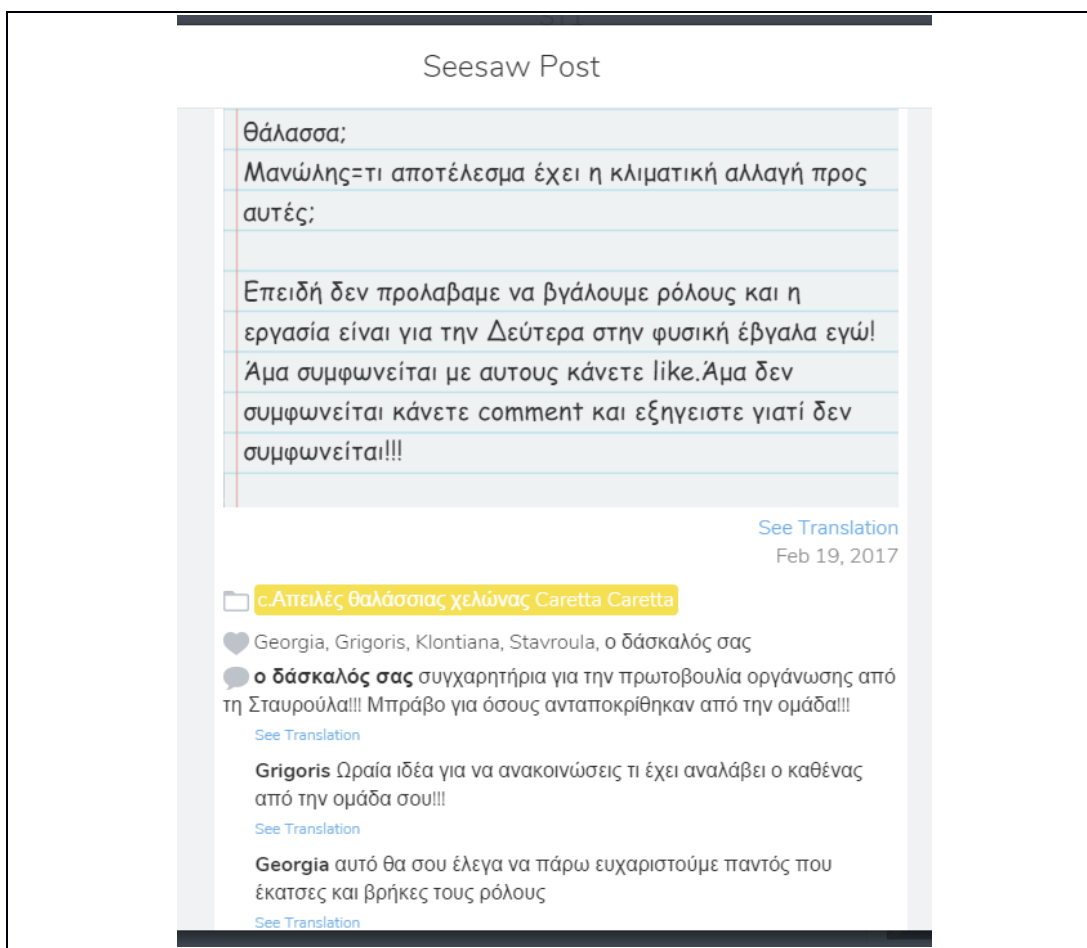 Seesaw Post
θάλασσα;
Μανώλης=τι αποτέλεσμα έχει η κλιματική αλλαγή προς
αυτές;
Επειδή δεν προλαβαμε να βγάλουμε ρόλους και η
εργασία είναι για την Δεύτερα στην φυσική έβγαλα εγώ!
Άμα συμφωνείται με αυτους κάνετε like.Άμα δεν
συμφωνείται κάνετε comment και εξηγειστε γιατί δεν
συμφωνείται!!!
See Translation
Feb 19, 2017
c.Απειλές θαλάσσιας χελώνας Caretta Caretta
Georgia, Grigoris, Klontiana, Stavroula, ο δάσκαλός σας
ο δάσκαλός σας συγχαρητήρια για την πρωτοβουλία οργάνωσης από
τη Σταυρούλα!!! Μπράβο για όσους ανταποκρίθηκαν από την ομάδα!!!
See Translation
Grigoris Ωραία ιδέα για να ανακοινώσεις τι έχει αναλάβει ο καθένας
από την ομάδα σου!!!
See Translation
Georgia αυτό θα σου έλεγα να πάρω ευχαριστούμε παντός που
έκατσες και βρήκες τους ρόλους
See Translation